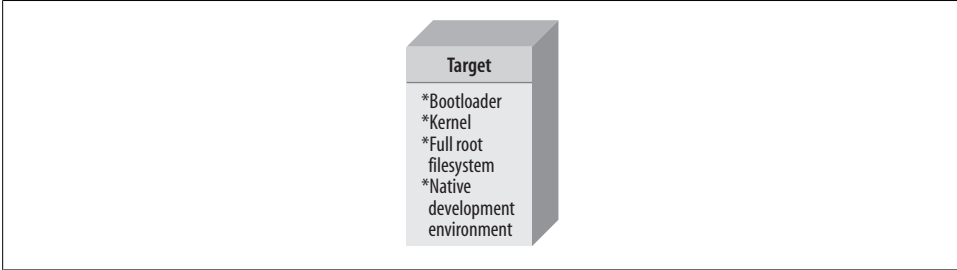 Target
*Bootloader
*Kernel
*Full root
filesystem
*Native
development
environment